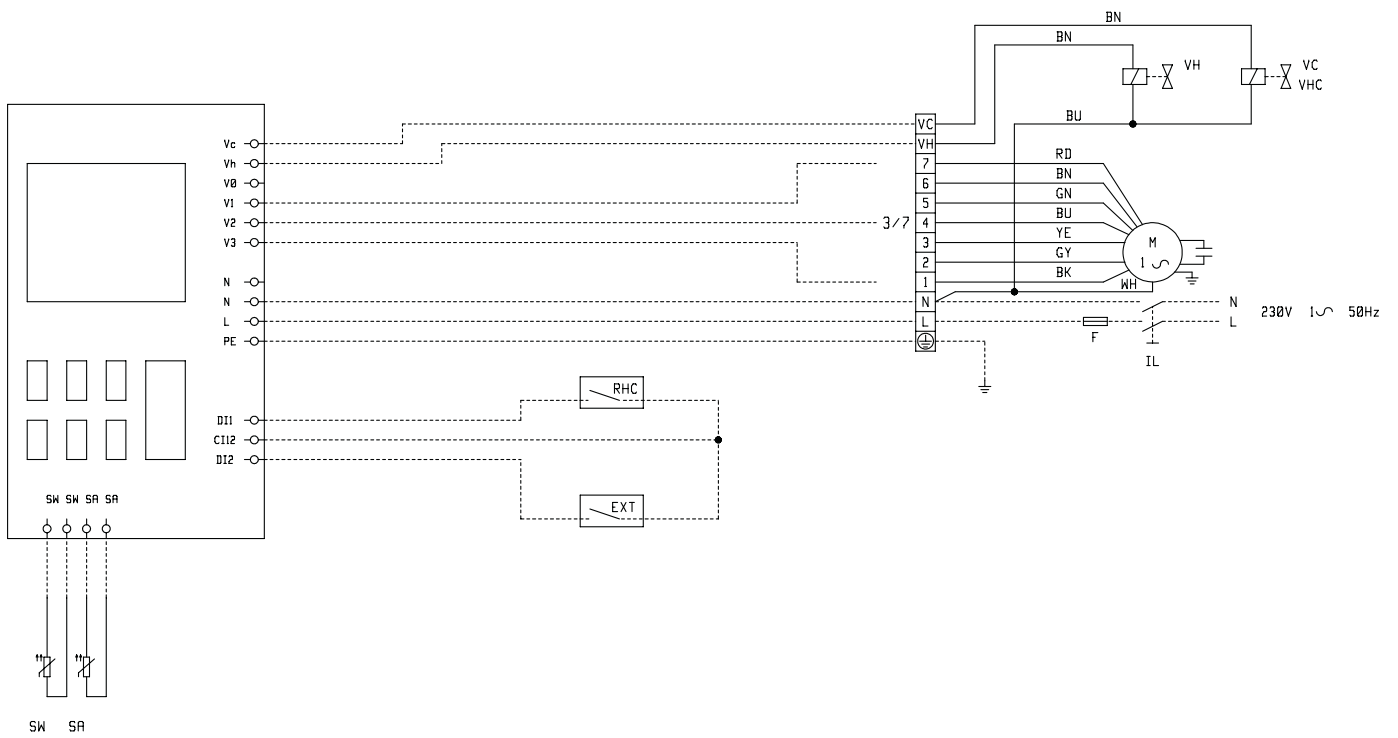 BN
BN
VH
VC
VHC
BU
VC
Vc
VH
Vh
7
RD
V0
6
BN
V1
5
GN
V2
3/7
4
BU
V3
3
YE
M
2
GY
1
N
1
BK
WH
N
N
N
L
L
L
230V 1 50Hz
PE
F
IL
RHC
DI1
CI12
DI2
SW SW SA SA
EXT
SW SA